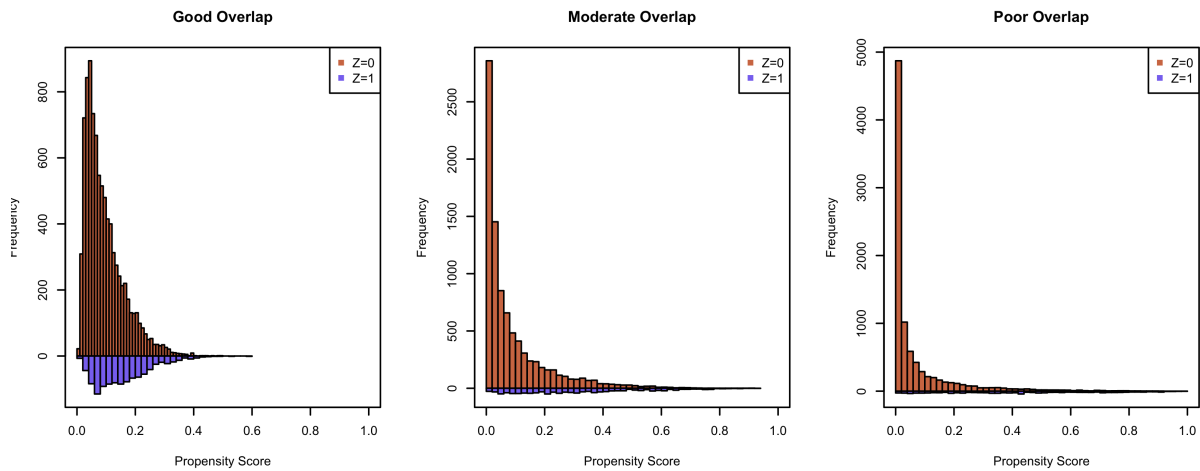 Good Overlap
Z=0
Z=1
Frequency
800
600
400
200
0
0.0 0.2 0.4 0.6 0.8 1.0
Propensity Score
Moderate Overlap
Z=0
Z=1
Frequency
2500
2000
1500
1000
500
0
0.0 0.2 0.4 0.6 0.8 1.0
Propensity Score
Poor Overlap
Z=0
Z=1
Frequency
5000
4000
3000
2000
1000
0
0.0 0.2 0.4 0.6 0.8 1.0
Propensity Score